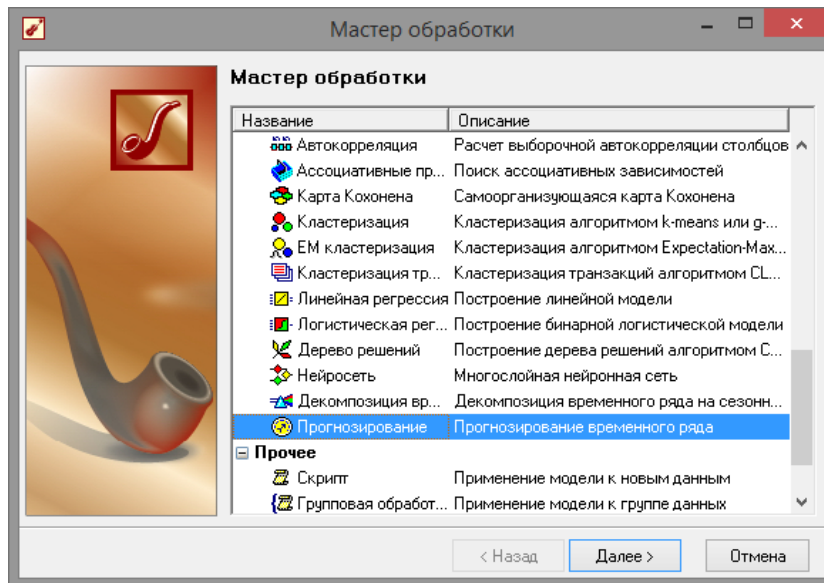 Мастер обработки
Мастер обработки
Название Описание
Автокорреляция Расчет выборочной автокорреляции столбцов
Ассоциативные пр... Поиск ассоциативных зависимостей
Карта Кохонена Самоорганизующаяся карта Кохонена
Кластеризация Кластеризация алгоритмом k-means или g-...
EM кластеризация Кластеризация алгоритмом Expectation-Max...
Кластеризация тр... Кластеризация транзакций алгоритмом CL...
Линейная регрессия Построение линейной модели
Логистическая рег... Построение бинарной логистической модели
Дерево решений Построение дерева решений алгоритмом C...
Нейросеть Многослойная нейронная сеть
Декомпозиция вр... Декомпозиция временного ряда на сезонн...
Прогнозирование Прогнозирование временного ряда
Прочее
Скрипт Применение модели к новым данным
Групповая обработ... Применение модели к группе данных
< Назад Далее > Отмена